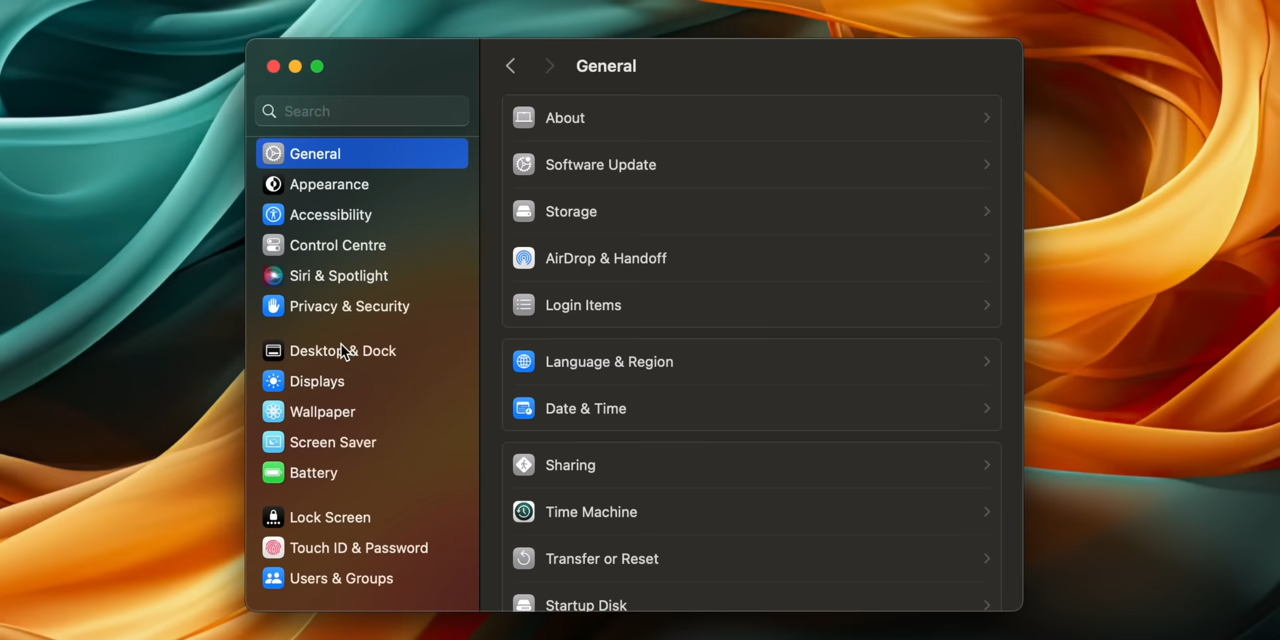 Search
General
Appearance
Accessibility
Control Centre
Siri & Spotlight
Privacy & Security
Desktop & Dock
Displays
Wallpaper
Screen Saver
Battery
Lock Screen
Touch ID & Password
Users & Groups
General
About
Software Update
Storage
AirDrop & Handoff
Login Items
Language & Region
Date & Time
Sharing
Time Machine
Transfer or Reset
Startup Disk